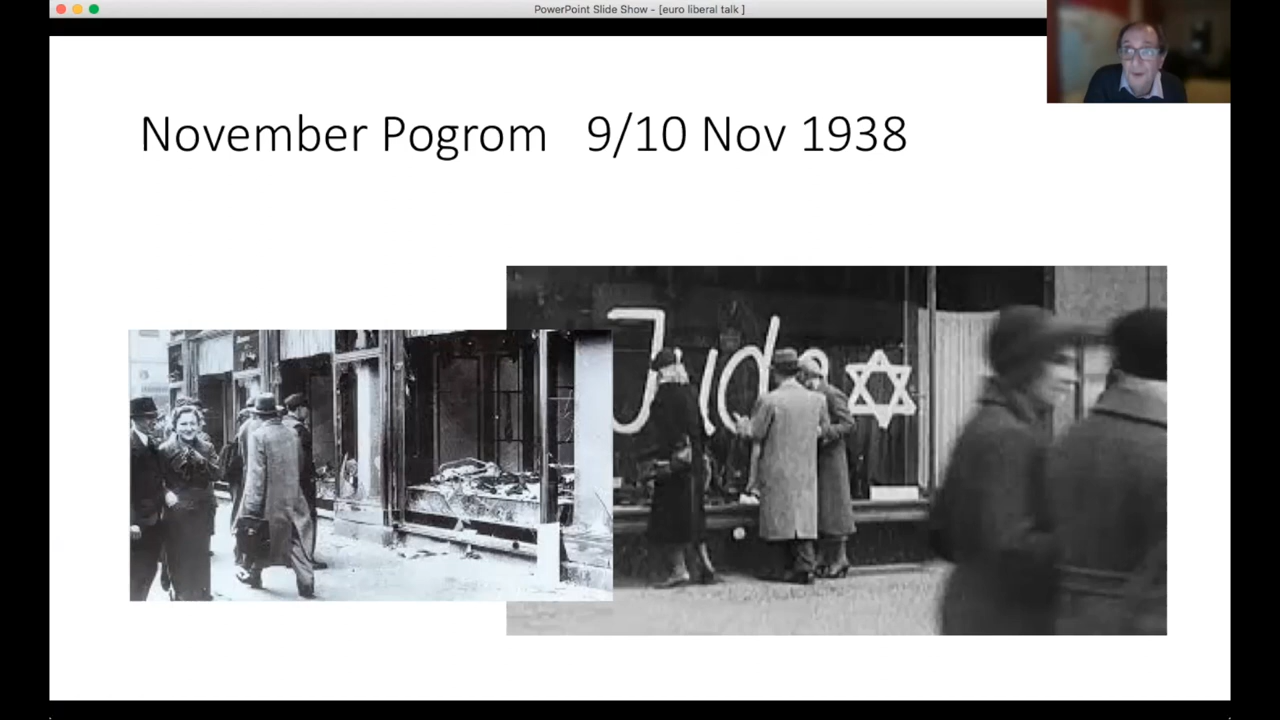 PowerPoint Slide Show - [euro liberal talk ]
November Pogrom 9/10 Nov 1938
Jude